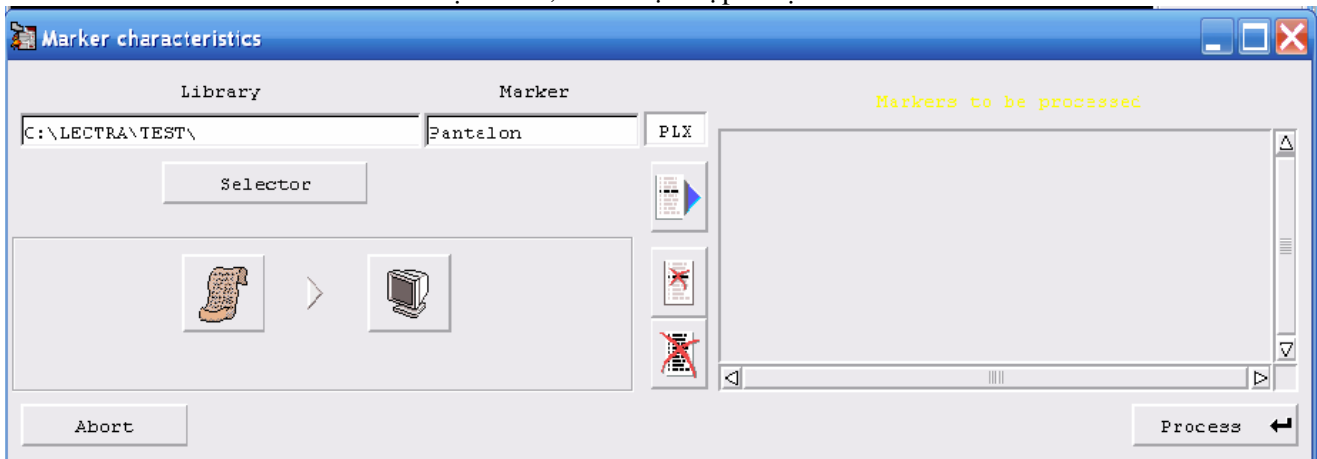 Marker characteristics
Library Marker
Markers to be processed
C:\LECTRA\TEST\ Pantalon PLX
Selector
Abort
Process